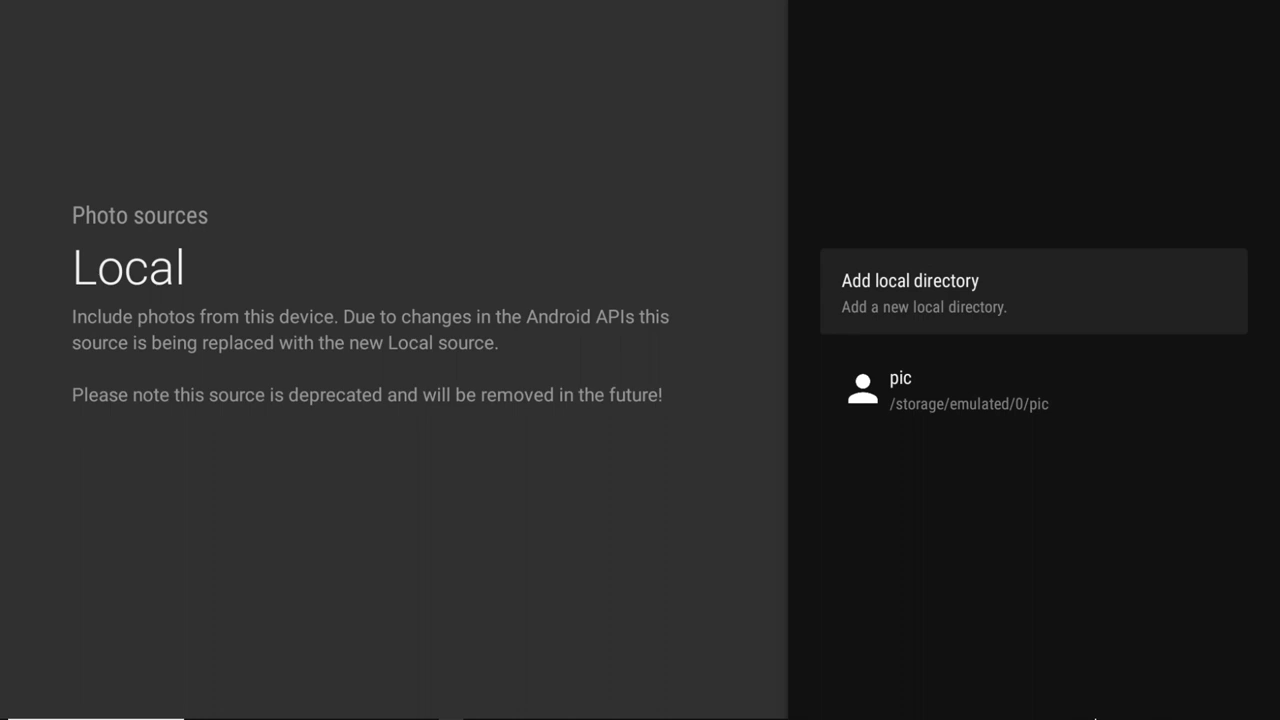 Photo sources
Local
Include photos from this device. Due to changes in the Android APIs this
source is being replaced with the new Local source.
Please note this source is deprecated and will be removed in the future!
Add local directory
Add a new local directory.
pic
/storage/emulated/0/pic